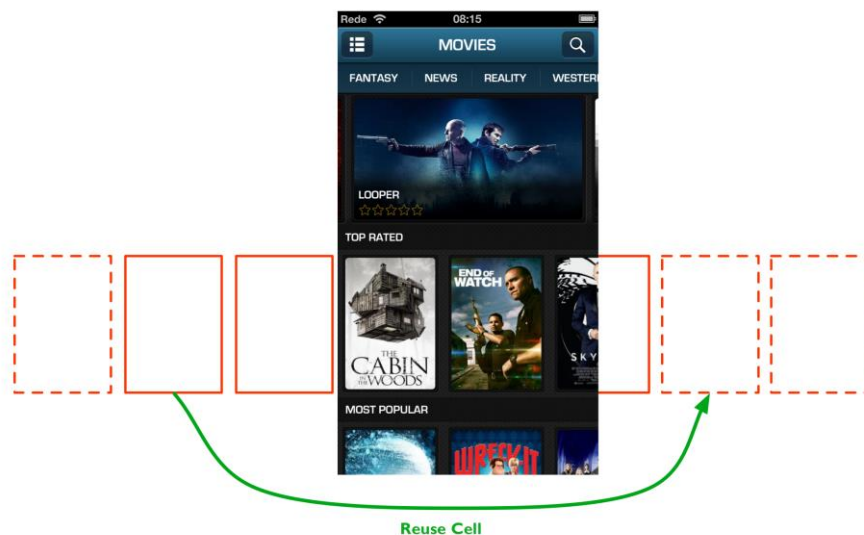 Rede 08:15
MOVIES
FANTASY NEWS REALITY WESTERN
LOOPER
TOP RATED
THE
CABIN
IN THE WOODS
END OF
WATCH
SKY
MOST POPULAR
WRECK-IT
Reuse Cell